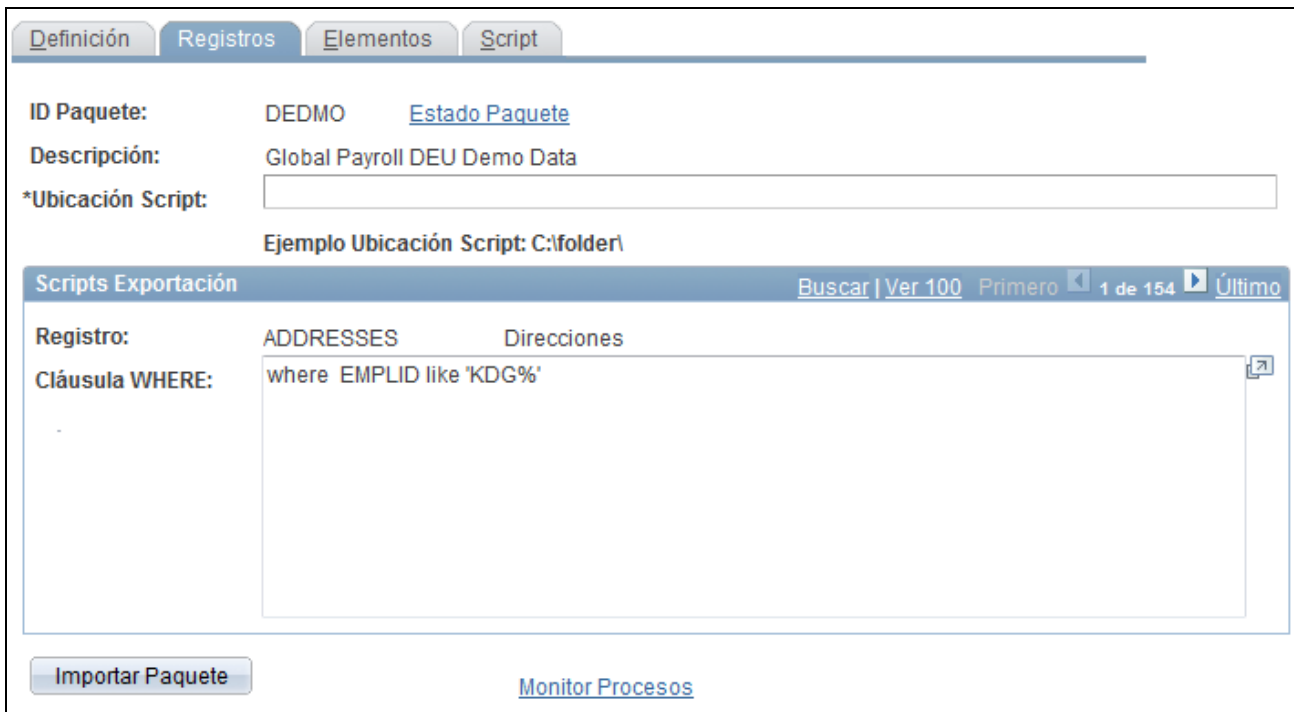 Definición Registros Elementos Script
ID Paquete: DEDMO Estado Paquete
Descripción: Global Payroll DEU Demo Data
*Ubicación Script:
Ejemplo Ubicación Script: C:\folder\
Scripts Exportación Buscar | Ver 100 Primero 1 de 154 Último
Registro: ADDRESSES Direcciones
Cláusula WHERE: where EMPLID like 'KDG%'
Importar Paquete Monitor Procesos